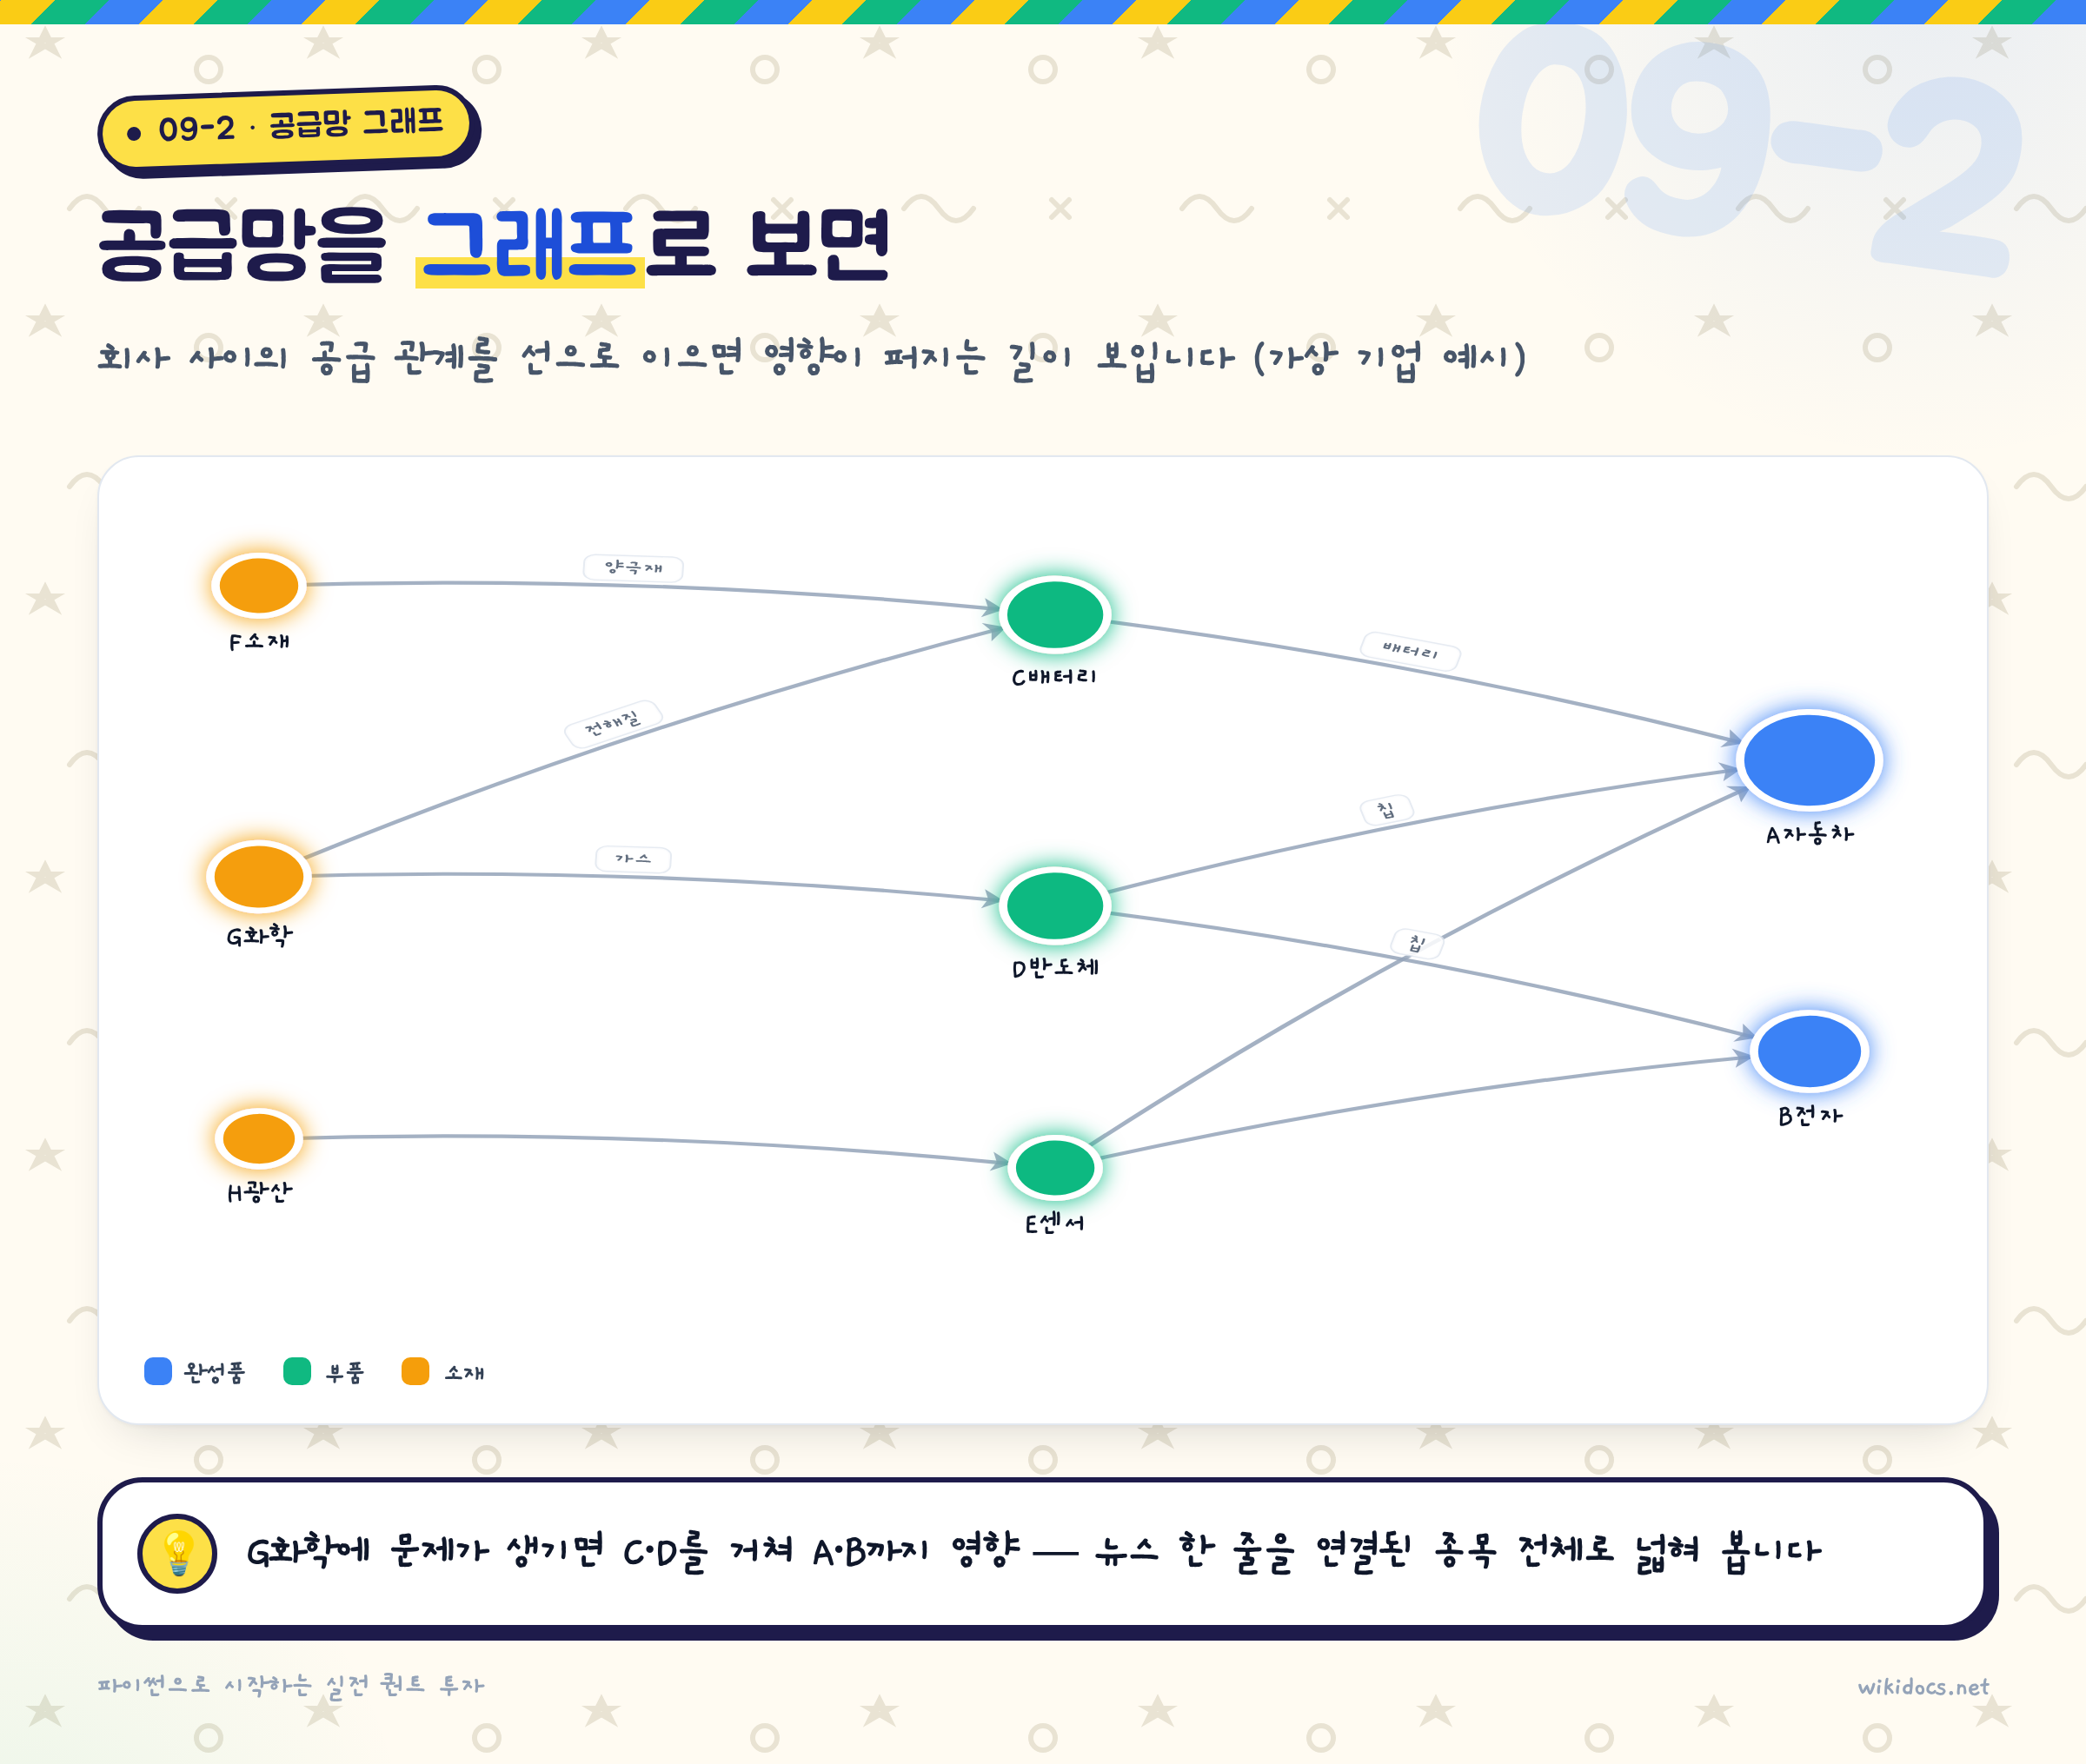 09-2
09-2 · 공급망 그래프
공급망을 그래프로 보면
회사 사이의 공급 관계를 선으로 이으면 영향이 퍼지는 길이 보입니다 (가상 기업 예시)
양극재
F소재
C배터리
배터리
전해질
칩
A자동차
가스
G화학
칩
D반도체
B전자
H광산
E센서
완성품
부품
소재
G화학에 문제가 생기면 C·D를 거쳐 A·B까지 영향 — 뉴스 한 줄을 연결된 종목 전체로 넓혀 봅니다
파이썬으로 시작하는 실전 퀀트 투자
wikidocs.net